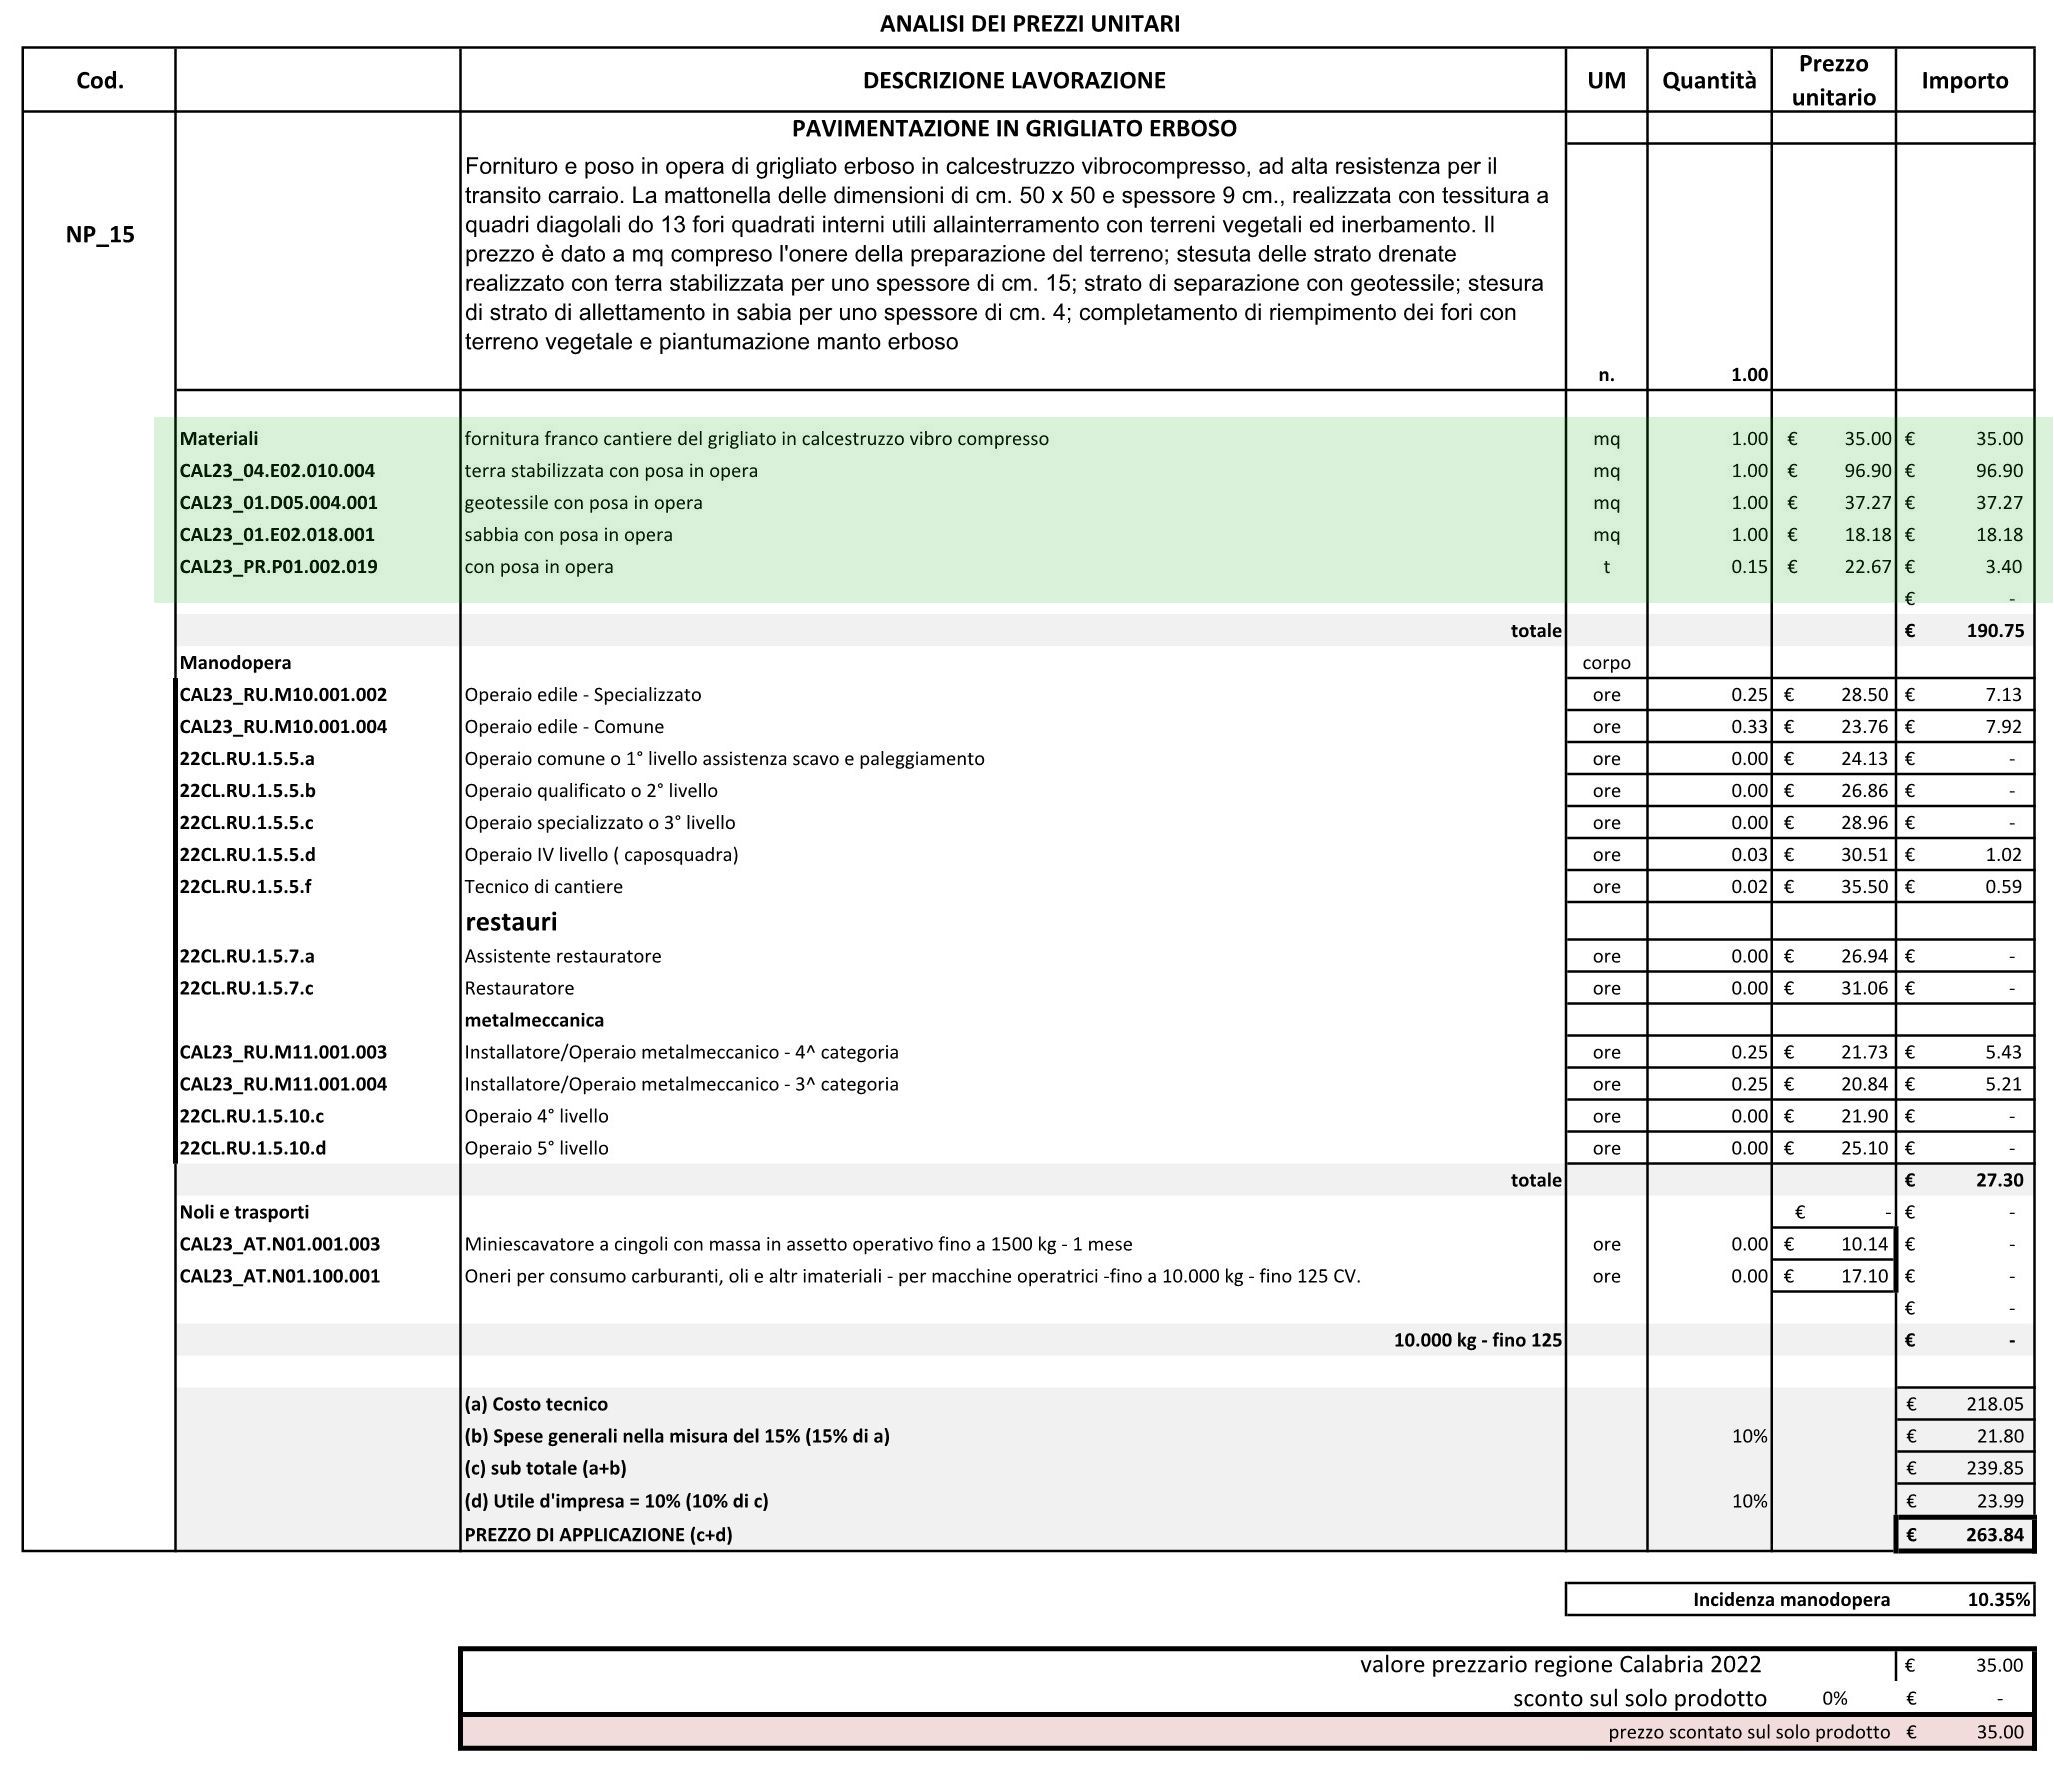 ANALISI DEI PREZZI UNITARI
Cod. DESCRIZIONE LAVORAZIONE UM Quantità Prezzo unitario Importo
PAVIMENTAZIONE IN GRIGLIATO ERBOSO
Fornituro e poso in opera di grigliato erboso in calcestruzzo vibrocompresso, ad alta resistenza per il
transito carraio. La mattonella delle dimensioni di cm. 50 x 50 e spessore 9 cm., realizzata con tessitura a
quadri diagolali do 13 fori quadrati interni utili allainterramento con terreni vegetali ed inerbamento. Il
NP_15
prezzo è dato a mq compreso l'onere della preparazione del terreno; stesuta delle strato drenate
realizzato con terra stabilizzata per uno spessore di cm. 15; strato di separazione con geotessile; stesura
di strato di allettamento in sabia per uno spessore di cm. 4; completamento di riempimento dei fori con
terreno vegetale e piantumazione manto erboso
n. 1.00
Materiali fornitura franco cantiere del grigliato in calcestruzzo vibro compresso mq 1.00 € 35.00 € 35.00
CAL23_04.E02.010.004 terra stabilizzata con posa in opera mq 1.00 € 96.90 € 96.90
CAL23_01.D05.004.001 geotessile con posa in opera mq 1.00 € 37.27 € 37.27
CAL23_01.E02.018.001 sabbia con posa in opera mq 1.00 € 18.18 € 18.18
CAL23_PR.P01.002.019 con posa in opera t 0.15 € 22.67 € 3.40
€ -
totale € 190.75
Manodopera corpo
CAL23_RU.M10.001.002 Operaio edile - Specializzato ore 0.25 € 28.50 € 7.13
CAL23_RU.M10.001.004 Operaio edile - Comune ore 0.33 € 23.76 € 7.92
22CL.RU.1.5.5.a Operaio comune o 1° livello assistenza scavo e paleggiamento ore 0.00 € 24.13 € -
22CL.RU.1.5.5.b Operaio qualificato o 2° livello ore 0.00 € 26.86 € -
22CL.RU.1.5.5.c Operaio specializzato o 3° livello ore 0.00 € 28.96 € -
22CL.RU.1.5.5.d Operaio IV livello ( caposquadra) ore 0.03 € 30.51 € 1.02
22CL.RU.1.5.5.f Tecnico di cantiere ore 0.02 € 35.50 € 0.59
restauri
22CL.RU.1.5.7.a Assistente restauratore ore 0.00 € 26.94 € -
22CL.RU.1.5.7.c Restauratore ore 0.00 € 31.06 € -
metalmeccanica
CAL23_RU.M11.001.003 Installatore/Operaio metalmeccanico - 4^ categoria ore 0.25 € 21.73 € 5.43
CAL23_RU.M11.001.004 Installatore/Operaio metalmeccanico - 3^ categoria ore 0.25 € 20.84 € 5.21
22CL.RU.1.5.10.c Operaio 4° livello ore 0.00 € 21.90 € -
22CL.RU.1.5.10.d Operaio 5° livello ore 0.00 € 25.10 € -
totale € 27.30
Noli e trasporti € - € -
CAL23_AT.N01.001.003 Miniescavatore a cingoli con massa in assetto operativo fino a 1500 kg - 1 mese ore 0.00 € 10.14 € -
CAL23_AT.N01.100.001 Oneri per consumo carburanti, oli e altr imateriali - per macchine operatrici -fino a 10.000 kg - fino 125 CV. ore 0.00 € 17.10 € -
€ -
10.000 kg - fino 125 € -
(a) Costo tecnico € 218.05
(b) Spese generali nella misura del 15% (15% di a) 10% € 21.80
(c) sub totale (a+b) € 239.85
(d) Utile d'impresa = 10% (10% di c) 10% € 23.99
PREZZO DI APPLICAZIONE (c+d) € 263.84
Incidenza manodopera 10.35%
valore prezzario regione Calabria 2022 € 35.00
sconto sul solo prodotto 0% € -
prezzo scontato sul solo prodotto € 35.00